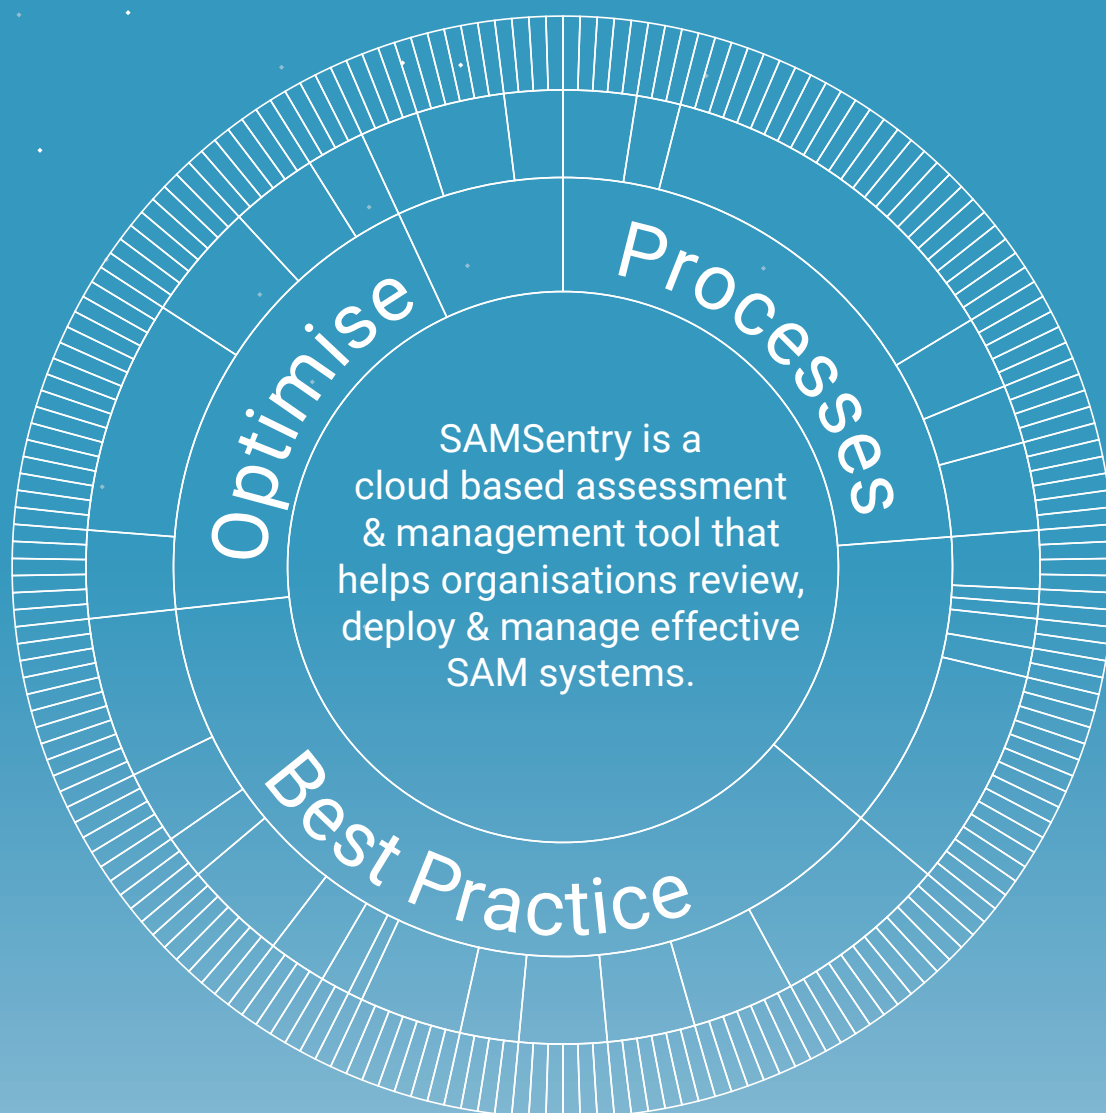 Optimise
Processes
SAMSentry is a
cloud based assessment
& management tool that
helps organisations review,
deploy & manage effective
SAM systems.
Best Practice